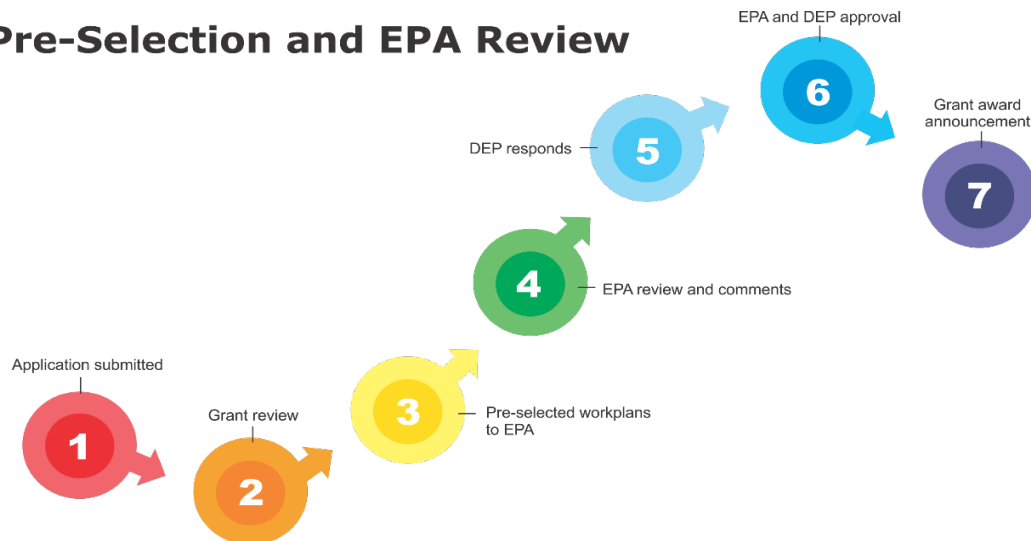 Pre-Selection and EPA Review
1
Application submitted
2
Grant review
3
Pre-selected workplans
to EPA
4
EPA review and comments
5
DEP responds
6
EPA and DEP approval
7
Grant award
announcement